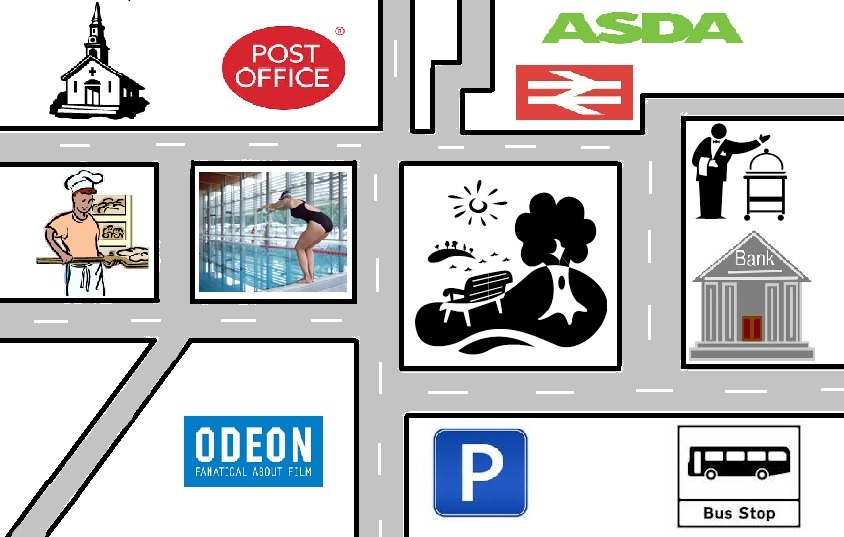 POST
OFFICE
®
ASDA
Bank
ODEON
FANATICAL ABOUT FILM
P
Bus Stop